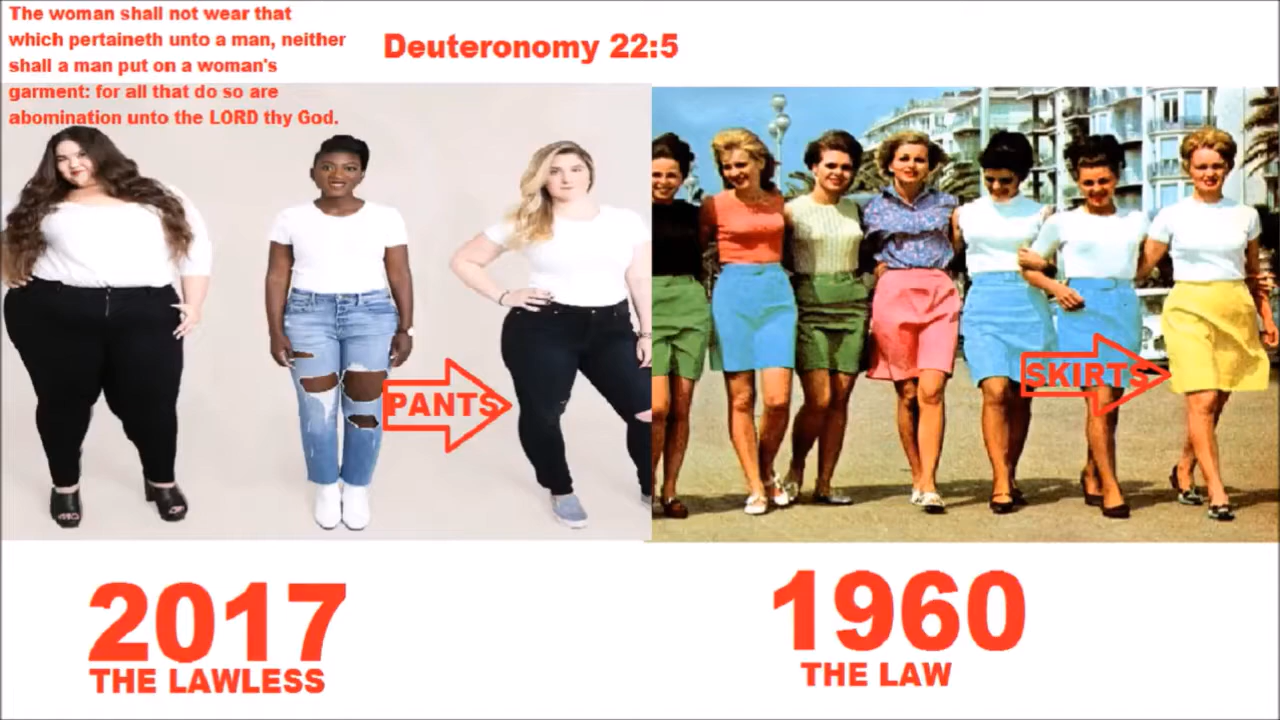 The woman shall not wear that
which pertaineth unto a man, neither
shall a man put on a woman's
garment: for all that do so are
abomination unto the LORD thy God.
Deuteronomy 22:5
PANTS
SKIRTS
2017
THE LAWLESS
1960
THE LAW